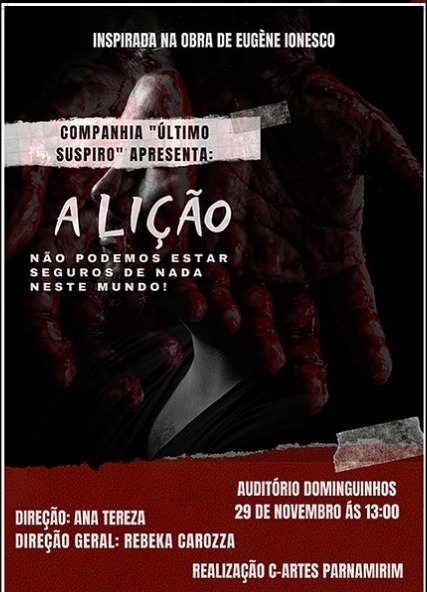 INSPIRADA NA OBRA DE EUGÈNE IONESCO
COMPANHIA "ÚLTIMO
SUSPIRO" APRESENTA:
A LIÇÃO
NÃO PODEMOS ESTAR
SEGUROS DE NADA
NESTE MUNDO!
AUDITÓRIO DOMINGUINHOS
29 DE NOVEMBRO ÁS 13:00
DIREÇÃO: ANA TEREZA
DIREÇÃO GERAL: REBEKA CAROZZA
REALIZAÇÃO C-ARTES PARNAMIRIM